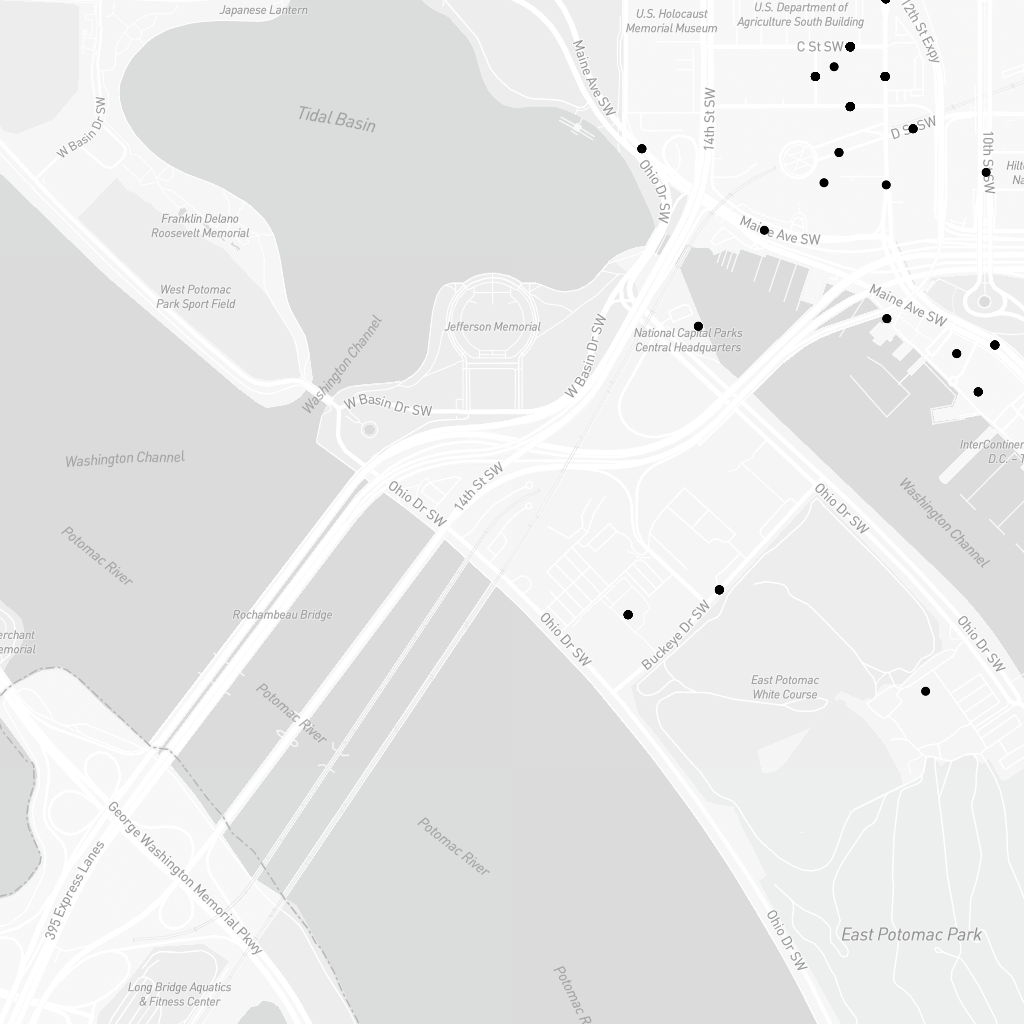 Japanese Lantern
U.S. Holocaust
Memorial Museum
U.S. Department of
Agriculture South Building
12th St Expy
C St SW
Maine Ave SW
14th St SW
W Basin Dr SW
Tidal Basin
D St SW
10th St SW
Ohio Dr SW
Franklin Delano
Roosevelt Memorial
Maine Ave SW
West Potomac
Park Sport Field
Maine Ave SW
Jefferson Memorial
National Capital Parks
Central Headquarters
Washington Channel
W Basin Dr SW
W Basin Dr SW
InterContinen
D.C. – T
Washington Channel
Ohio Dr SW
14th St SW
Ohio Dr SW
Washington Channel
Potomac River
Rochambeau Bridge
Ohio Dr SW
Buckeye Dr SW
Ohio Dr SW
erchant
emorial
East Potomac
White Course
Potomac River
George Washington Memorial Pkwy
Potomac River
395 Express Lanes
East Potomac Park
Ohio Dr SW
Long Bridge Aquatics
& Fitness Center
Potomac R